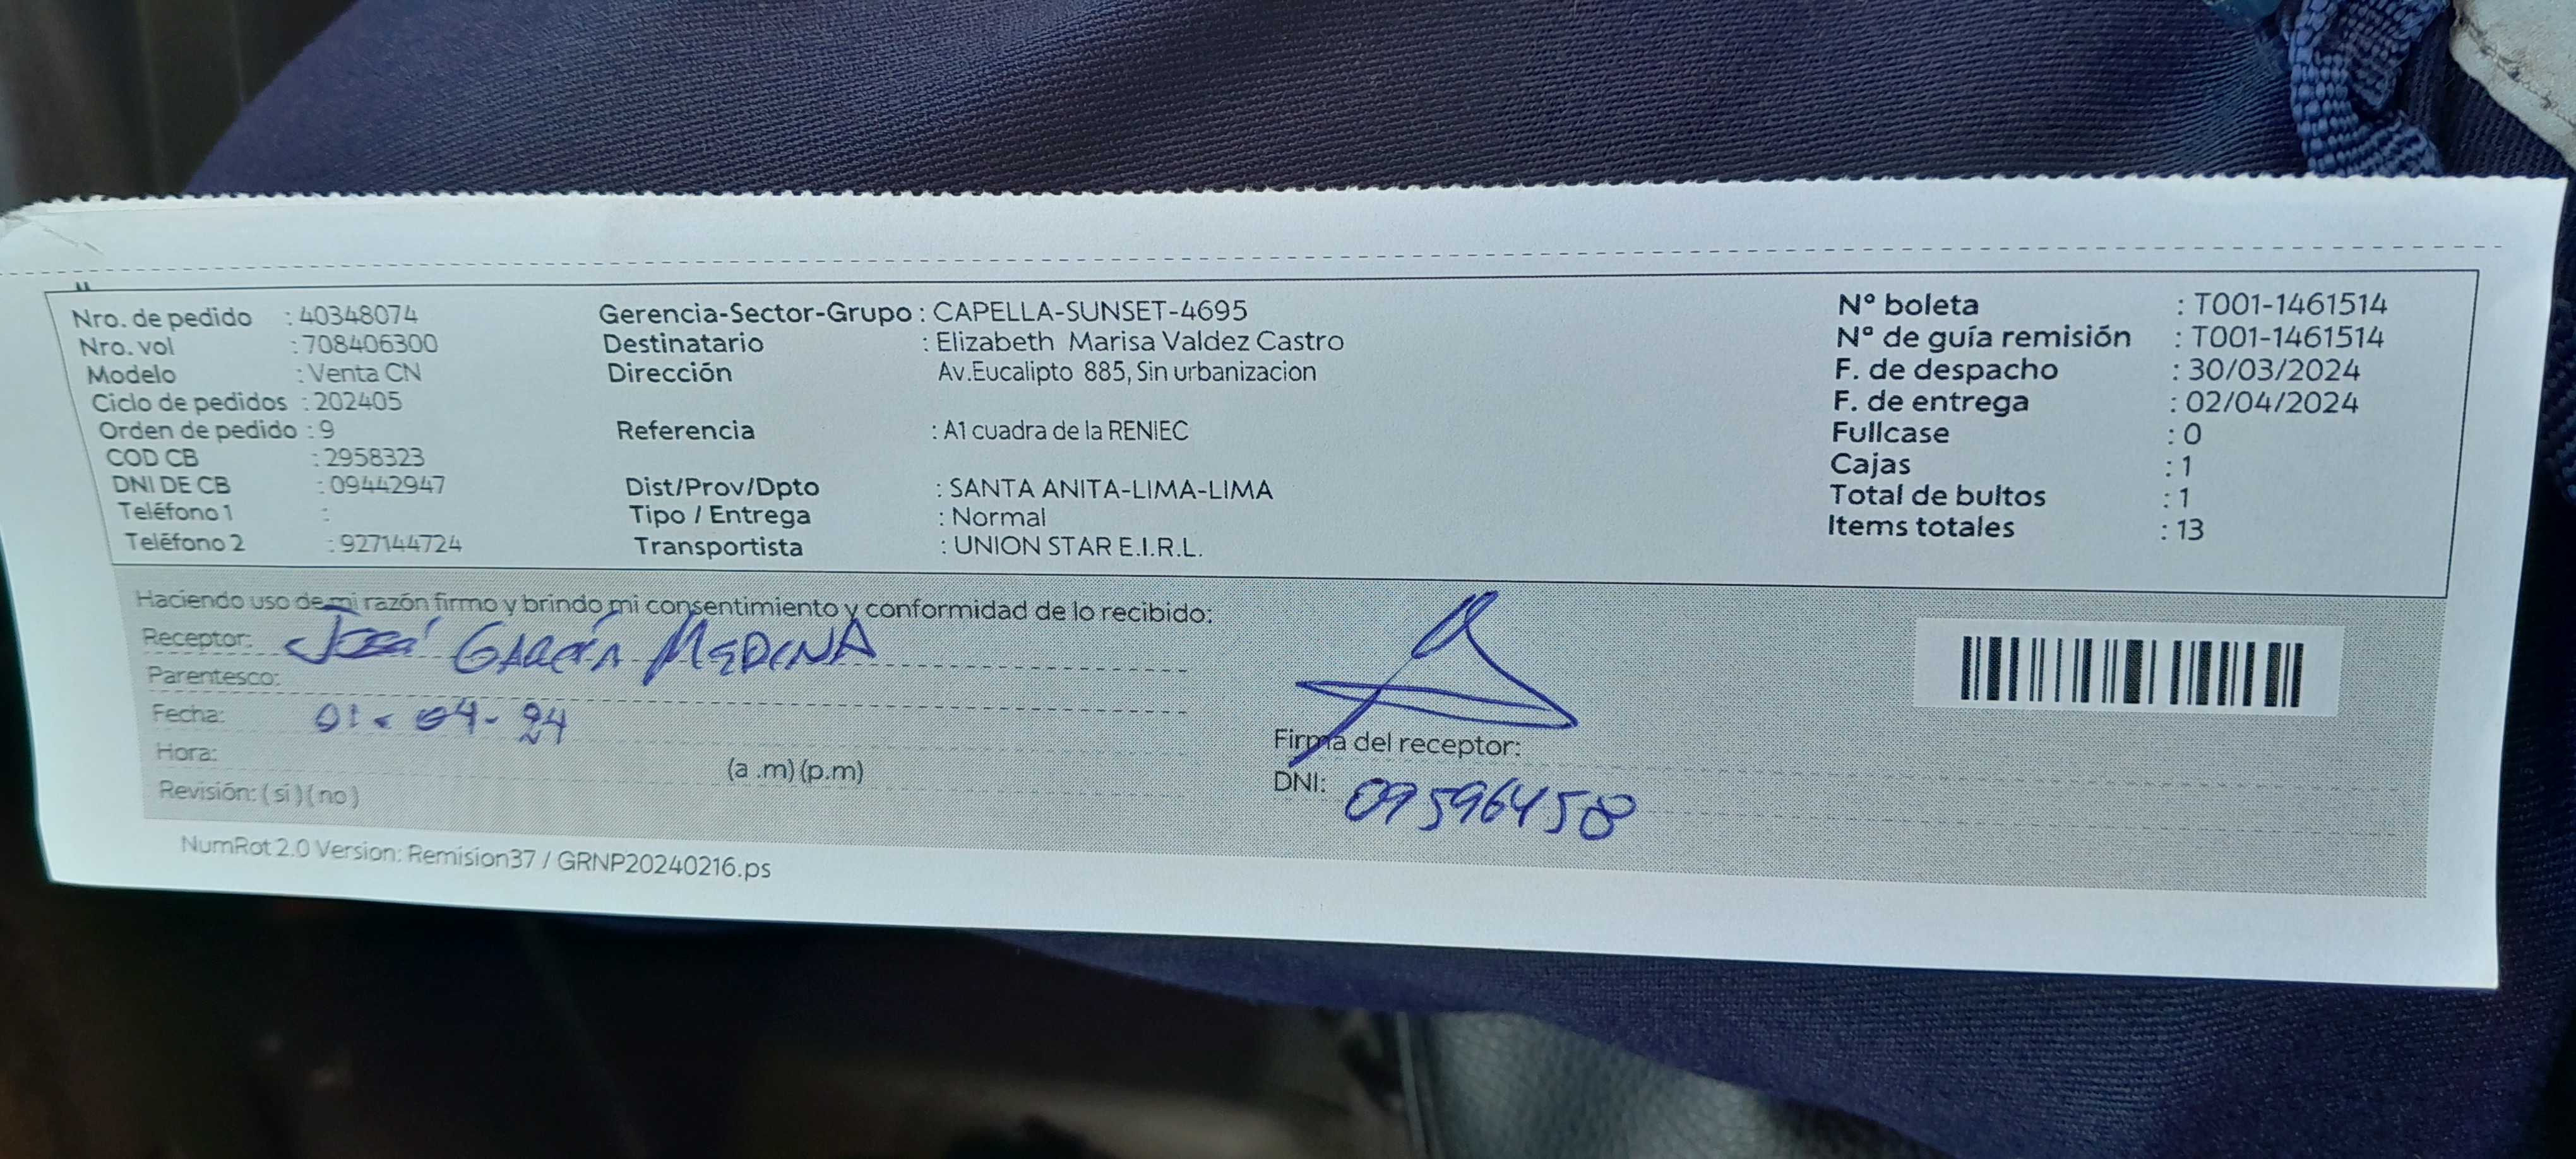 Nro. de pedido : 40348074
Nro. vol : 708406300
Modelo : Venta CN
Ciclo de pedidos : 202405
Orden de pedido : 9
COD CB : 2958323
DNI DE CB : 09442947
Teléfono 1 :
Teléfono 2 : 927144724
Gerencia-Sector-Grupo : CAPELLA-SUNSET-4695
Destinatario : Elizabeth Marisa Valdez Castro
Dirección Av.Eucalipto 885, Sin urbanizacion
Referencia : A1 cuadra de la RENIEC
Dist/Prov/Dpto : SANTA ANITA-LIMA-LIMA
Tipo / Entrega : Normal
Transportista : UNION STAR E.I.R.L.
Nº boleta : T001-1461514
Nº de guía remisión : T001-1461514
F. de despacho : 30/03/2024
F. de entrega : 02/04/2024
Fullcase : 0
Cajas : 1
Total de bultos : 1
Items totales : 13
Haciendo uso de mi razón firmo y brindo mi consentimiento y conformidad de lo recibido:
Receptor: José GARCÍA MEDINA
Parentesco:
Fecha: 01-04-24
Hora: (a .m) (p.m)
Revisión: ( si ) ( no )
Firma del receptor:
DNI: 09596458
NumRot 2.0 Version: Remision37 / GRNP20240216.ps